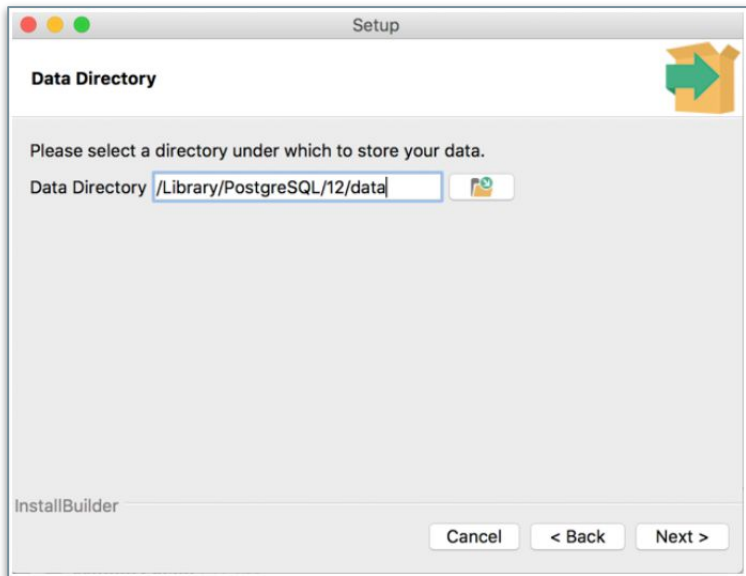 Setup
Data Directory
Please select a directory under which to store your data.
Data Directory /Library/PostgreSQL/12/data
InstallBuilder
Cancel < Back Next >